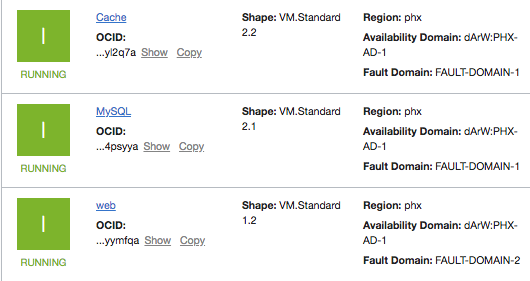 I
RUNNING
Cache
OCID:
...yl2q7a Show Copy
Shape: VM.Standard
2.2
Region: phx
Availability Domain: dArW:PHX-
AD-1
Fault Domain: FAULT-DOMAIN-1
I
RUNNING
MySQL
OCID:
...4psyya Show Copy
Shape: VM.Standard
2.1
Region: phx
Availability Domain: dArW:PHX-
AD-1
Fault Domain: FAULT-DOMAIN-1
I
RUNNING
web
OCID:
...yymfqa Show Copy
Shape: VM.Standard
1.2
Region: phx
Availability Domain: dArW:PHX-
AD-1
Fault Domain: FAULT-DOMAIN-2